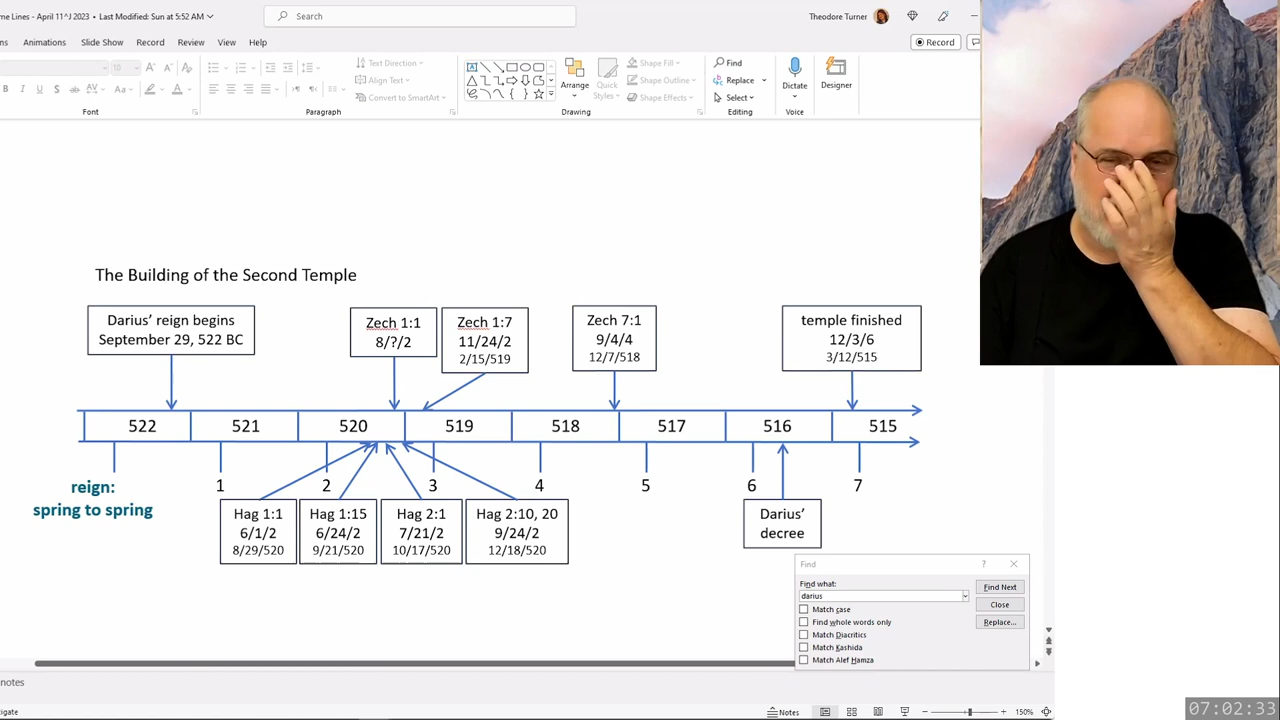 me Lines - April 11^J 2023 • Last Modified: Sun at 5:52 AM
Search
Theodore Turner
ns Animations Slide Show Record Review View Help
Record
10
Text Direction
Align Text
Convert to SmartArt
Arrange
Quick
Styles
Shape Fill
Shape Outline
Shape Effects
Find
Replace
Select
Dictate
Designer
Font
Paragraph
Drawing
Editing
Voice
The Building of the Second Temple
Darius’ reign begins
September 29, 522 BC
Zech 1:1
8/?/2
Zech 1:7
11/24/2
2/15/519
Zech 7:1
9/4/4
12/7/518
temple finished
12/3/6
3/12/515
522 521 520 519 518 517 516 515
reign:
spring to spring
1 2 3 4 5 6 7
Hag 1:1
6/1/2
8/29/520
Hag 1:15
6/24/2
9/21/520
Hag 2:1
7/21/2
10/17/520
Hag 2:10, 20
9/24/2
12/18/520
Darius’
decree
Find
?
Find what:
darius
Match case
Find whole words only
Match Diacritics
Match Kashida
Match Alef Hamza
Find Next
Close
Replace...
notes
igate
Notes
150%
07:02:33